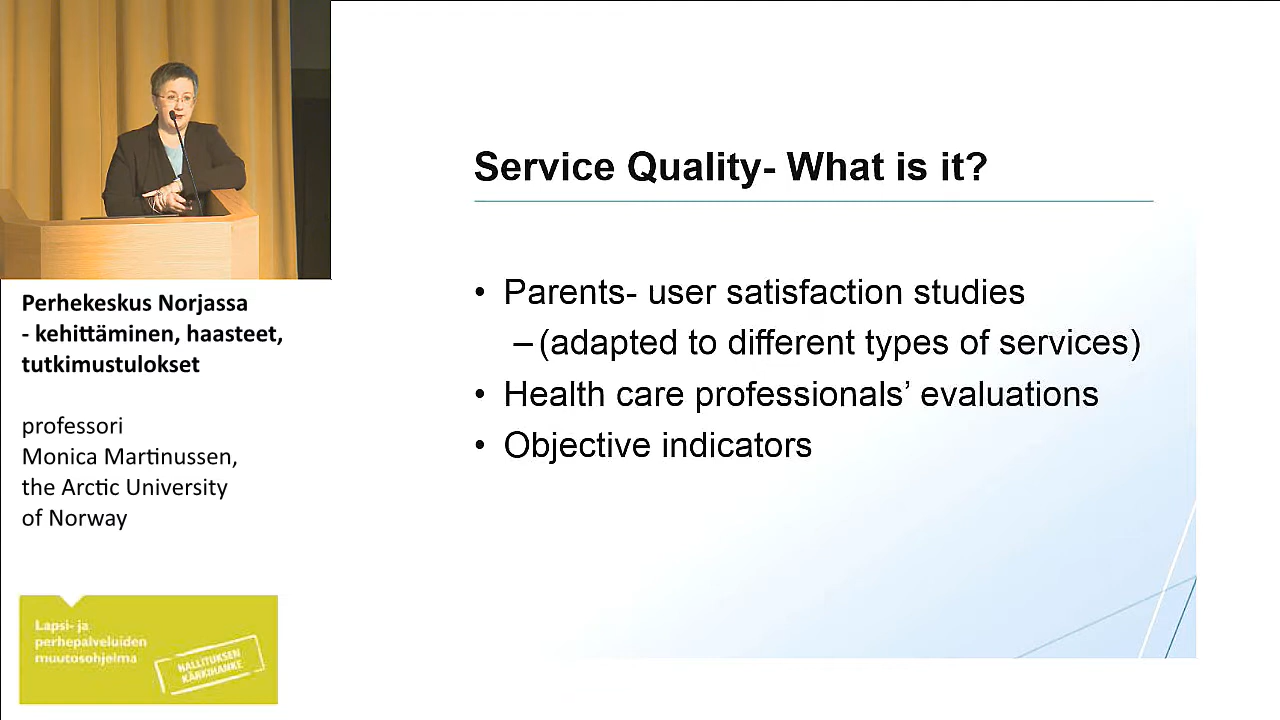 Perhekeskus Norjassa
- kehittäminen, haasteet,
tutkimustulokset
professori
Monica Martinussen,
the Arctic University
of Norway
Lapsi- ja
perhepalveluiden
muutosohjelma
HALLITUKSEN
KÄRKIHANKE
Service Quality- What is it?
• Parents- user satisfaction studies
– (adapted to different types of services)
• Health care professionals’ evaluations
• Objective indicators